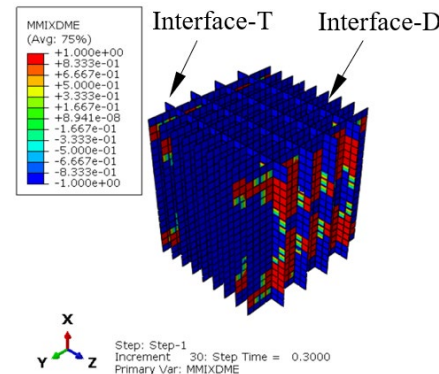 Interface-T
Interface-D
MMIXDME
(Avg: 75%)
+1.000e+00
+8.333e-01
+6.667e-01
+5.000e-01
+3.333e-01
+1.667e-01
+8.941e-08
-1.667e-01
-3.333e-01
-5.000e-01
-6.667e-01
-8.333e-01
-1.000e+00
X
Y
Z
Step: Step-1
Increment 30: Step Time = 0.3000
Primary Var: MMIXDME